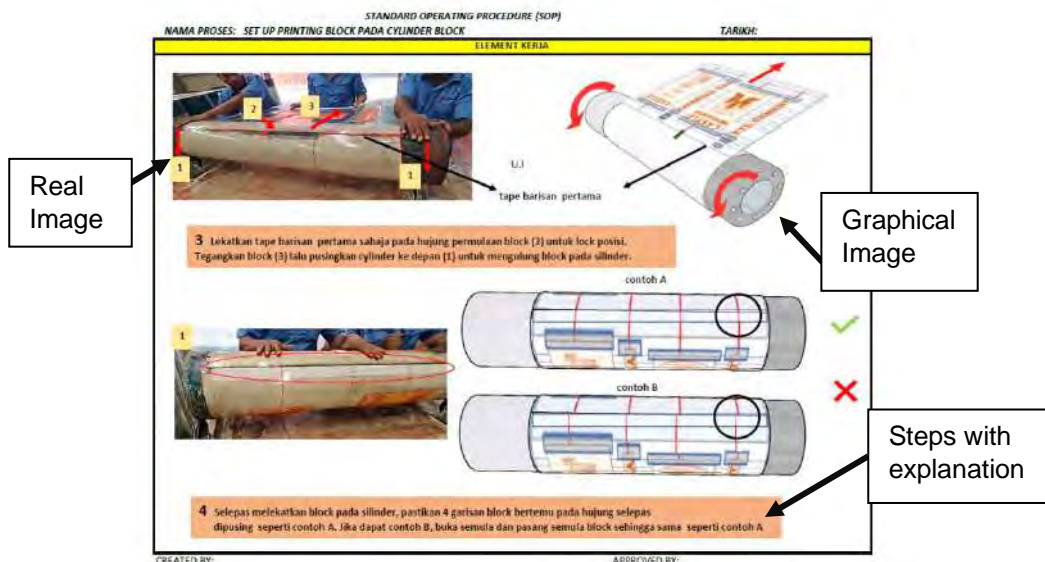 STANDARD OPERATING PROCEDURE (SOP)
NAMA PROSES: SET UP PRINTING BLOCK PADA CYLINDER BLOCK TARIKH:
ELEMENT KERJA
2
3
1
1
U.I
tape barisan pertama
Real
Image
Graphical
Image
3 Lekatkan tape barisan pertama sahaja pada hujung permulaan block (2) untuk lock posisi.
Tegangkan block (3) lalu pusingkan cylinder ke depan (1) untuk mengulung block pada silinder.
contoh A
1
contoh B
Steps with
explanation
4 Selepas melekatkan block pada silinder, pastikan 4 garisan block bertemu pada hujung selepas
dipusing seperti contoh A. Jika dapat contoh B, buka semula dan pasang semula block sehingga sama seperti contoh A
CREATED BY: APPROVED BY: